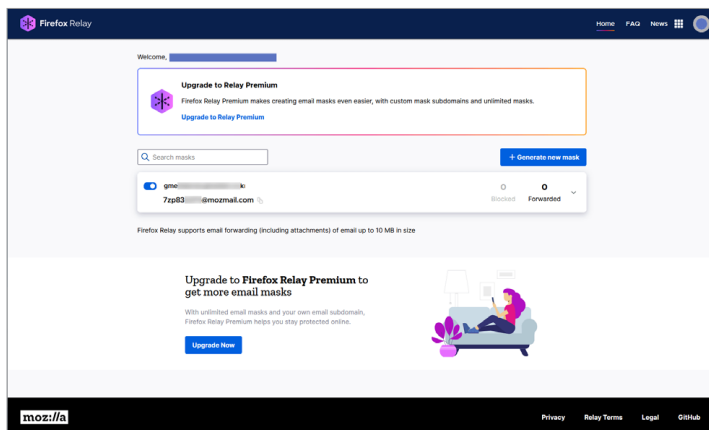 Firefox Relay
Home FAQ News
Welcome,
Upgrade to Relay Premium
Firefox Relay Premium makes creating email masks even easier, with custom mask subdomains and unlimited masks.
Upgrade to Relay Premium
Search masks
+ Generate new mask
0 0
Blocked Forwarded
7zp83 @mozmail.com
Firefox Relay supports email forwarding (including attachments) of email up to 10 MB in size
Upgrade to Firefox Relay Premium to
get more email masks
With unlimited email masks and your own email subdomain,
Firefox Relay Premium helps you stay protected online.
Upgrade Now
moz://a
Privacy Relay Terms Legal GitHub